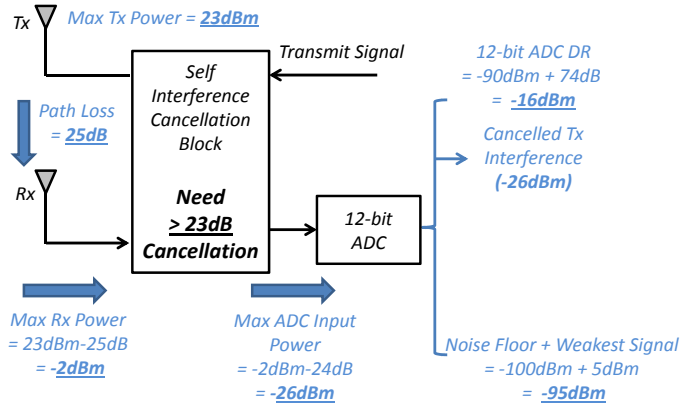 Tx
Max Tx Power = 23dBm
Transmit Signal
12-bit ADC DR
= -90dBm + 74dB
= -16dBm
Self
Interference
Cancellation
Block
Path Loss
= 25dB
Cancelled Tx
Interference
(-26dBm)
Rx
Need
> 23dB
Cancellation
12-bit
ADC
Max Rx Power
= 23dBm-25dB
= -2dBm
Max ADC Input
Power
= -2dBm-24dB
= -26dBm
Noise Floor + Weakest Signal
= -100dBm + 5dBm
= -95dBm